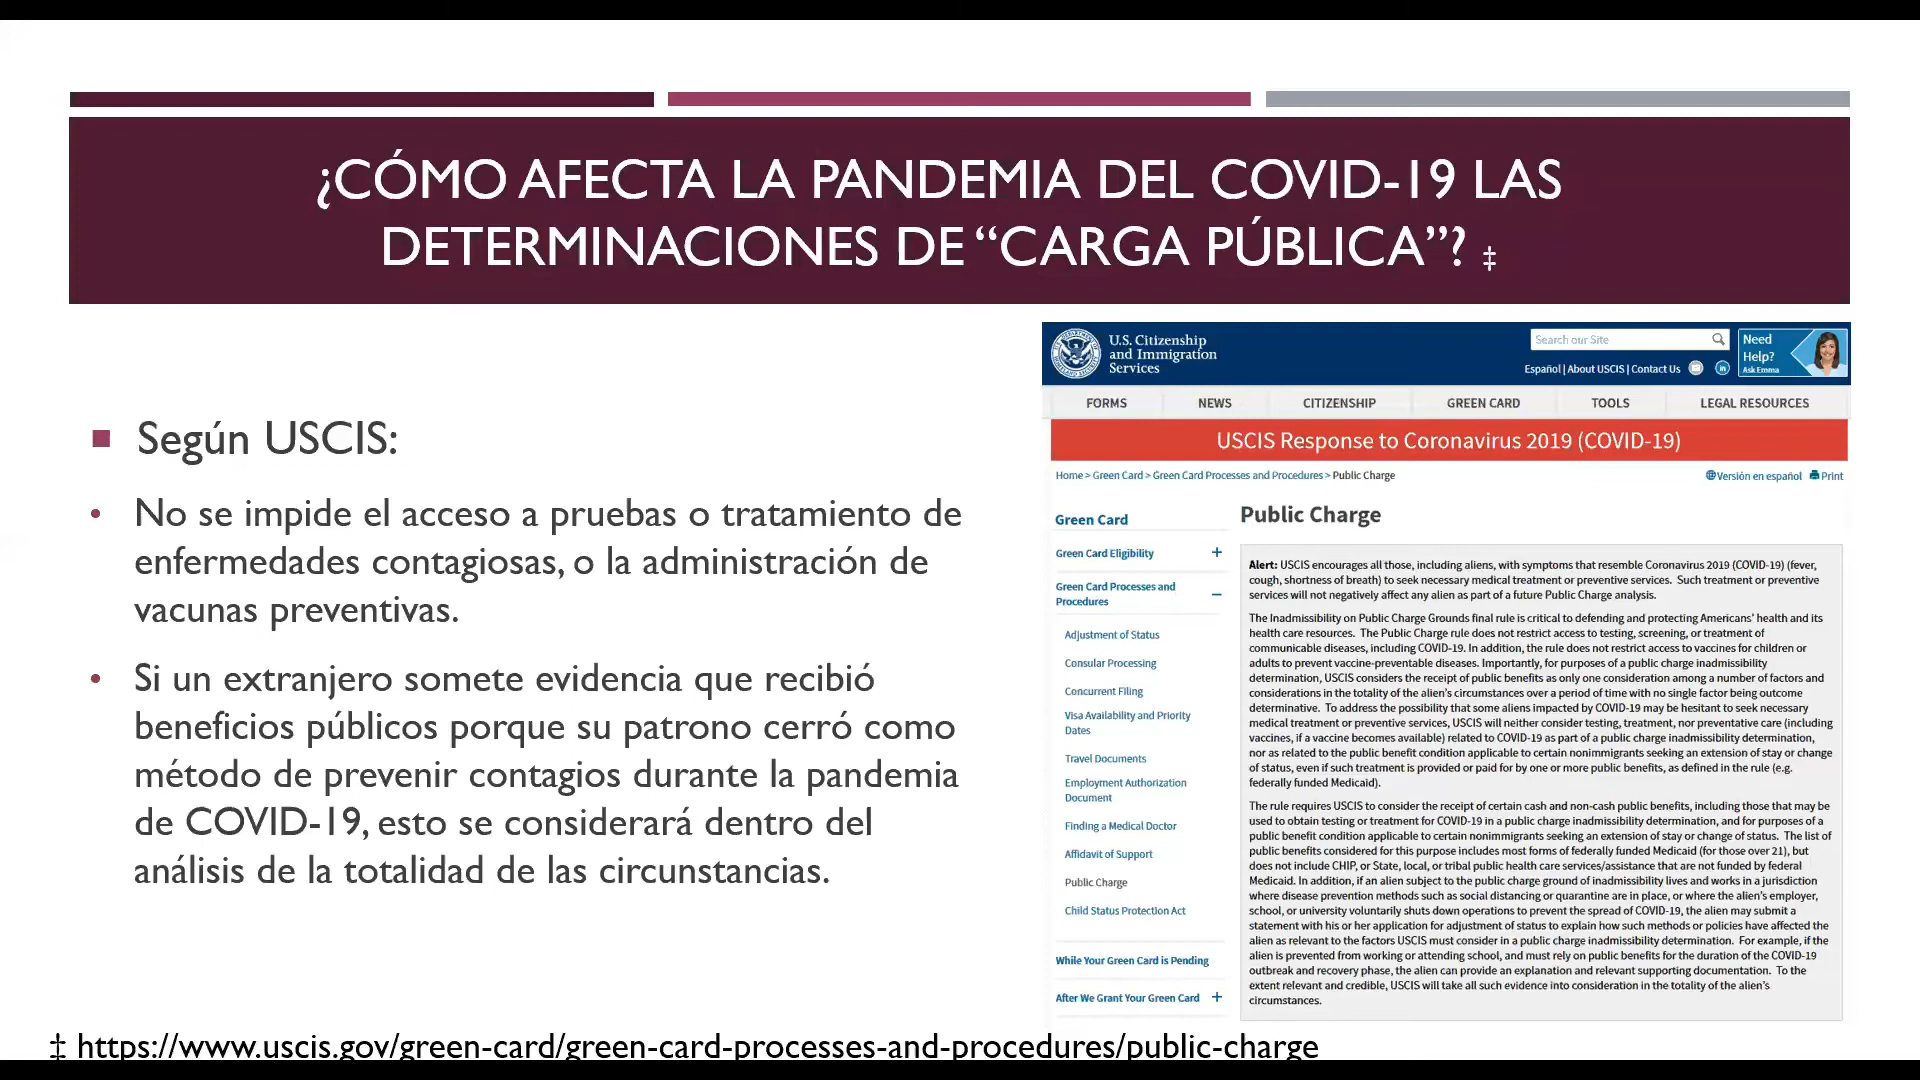 ¿CÓMO AFECTA LA PANDEMIA DEL COVID-19 LAS
DETERMINACIONES DE “CARGA PÚBLICA”? ‡
Según USCIS:
No se impide el acceso a pruebas o tratamiento de
enfermedades contagiosas, o la administración de
vacunas preventivas.
Si un extranjero somete evidencia que recibió
beneficios públicos porque su patrono cerró como
método de prevenir contagios durante la pandemia
de COVID-19, esto se considerará dentro del
análisis de la totalidad de las circunstancias.
U.S. Citizenship
and Immigration
Services
Search our Site
Need
Help?
Ask Emma
Español | About USCIS | Contact Us
FORMS NEWS CITIZENSHIP GREEN CARD TOOLS LEGAL RESOURCES
USCIS Response to Coronavirus 2019 (COVID-19)
Home > Green Card > Green Card Processes and Procedures > Public Charge
Versión en español Print
Green Card
Green Card Eligibility +
Green Card Processes and
Procedures −
Adjustment of Status
Consular Processing
Concurrent Filing
Visa Availability and Priority
Dates
Travel Documents
Employment Authorization
Document
Finding a Medical Doctor
Affidavit of Support
Public Charge
Child Status Protection Act
While Your Green Card is Pending
After We Grant Your Green Card +
Public Charge
Alert: USCIS encourages all those, including aliens, with symptoms that resemble Coronavirus 2019 (COVID-19) (fever,
cough, shortness of breath) to seek necessary medical treatment or preventive services. Such treatment or preventive
services will not negatively affect any alien as part of a future Public Charge analysis.
The Inadmissibility on Public Charge Grounds final rule is critical to defending and protecting Americans’ health and its
health care resources. The Public Charge rule does not restrict access to testing, screening, or treatment of
communicable diseases, including COVID-19. In addition, the rule does not restrict access to vaccines for children or
adults to prevent vaccine-preventable diseases. Importantly, for purposes of a public charge inadmissibility
determination, USCIS considers the receipt of public benefits as only one consideration among a number of factors and
considerations in the totality of the alien’s circumstances over a period of time with no single factor being outcome
determinative. To address the possibility that some aliens impacted by COVID-19 may be hesitant to seek necessary
medical treatment or preventive services, USCIS will neither consider testing, treatment, nor preventative care (including
vaccines, if a vaccine becomes available) related to COVID-19 as part of a public charge inadmissibility determination,
nor as related to the public benefit condition applicable to certain nonimmigrants seeking an extension of stay or change
of status, even if such treatment is provided or paid for by one or more public benefits, as defined in the rule (e.g.
federally funded Medicaid).
The rule requires USCIS to consider the receipt of certain cash and non-cash public benefits, including those that may be
used to obtain testing or treatment for COVID-19 in a public charge inadmissibility determination, and for purposes of a
public benefit condition applicable to certain nonimmigrants seeking an extension of stay or change of status. The list of
public benefits considered for this purpose includes most forms of federally funded Medicaid (for those over 21), but
does not include CHIP, or State, local, or tribal public health care services/assistance that are not funded by federal
Medicaid. In addition, if an alien subject to the public charge ground of inadmissibility lives and works in a jurisdiction
where disease prevention methods such as social distancing or quarantine are in place, or where the alien’s employer,
school, or university voluntarily shuts down operations to prevent the spread of COVID-19, the alien may submit a
statement with his or her application for adjustment of status to explain how such methods or policies have affected the
alien as relevant to the factors USCIS must consider in a public charge inadmissibility determination. For example, if the
alien is prevented from working or attending school, and must rely on public benefits for the duration of the COVID-19
outbreak and recovery phase, the alien can provide an explanation and relevant supporting documentation. To the
extent relevant and credible, USCIS will take all such evidence into consideration in the totality of the alien’s
circumstances.
‡ https://www.uscis.gov/green-card/green-card-processes-and-procedures/public-charge